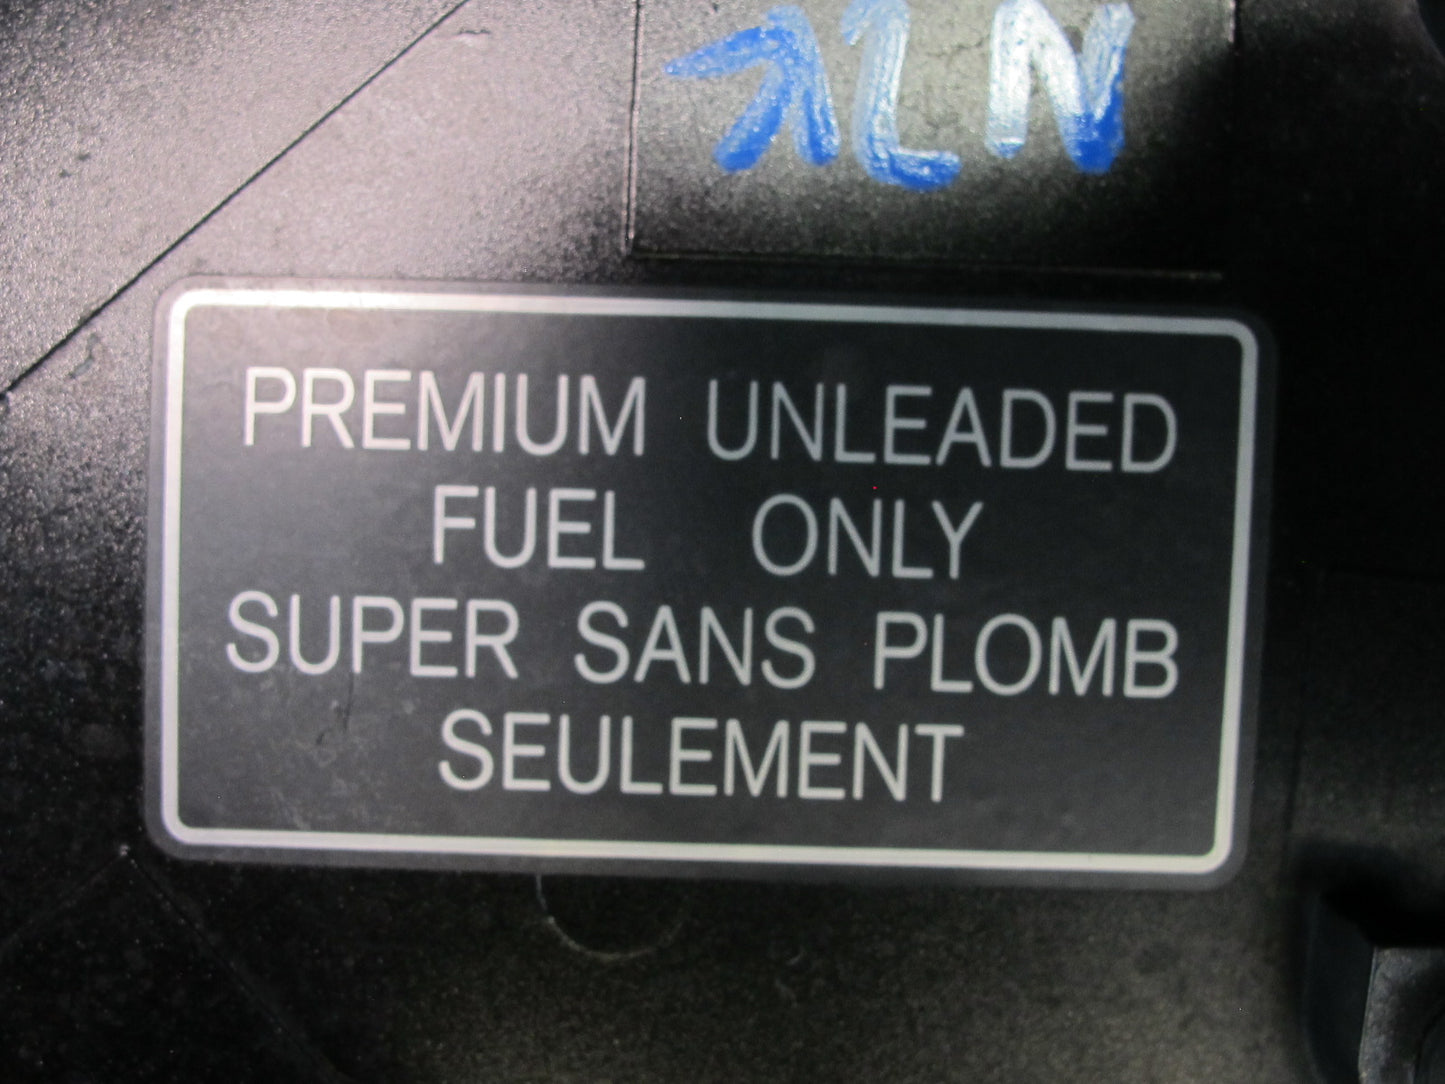 PREMIUM UNLEADED
FUEL ONLY
SUPER SANS PLOMB
SEULEMENT